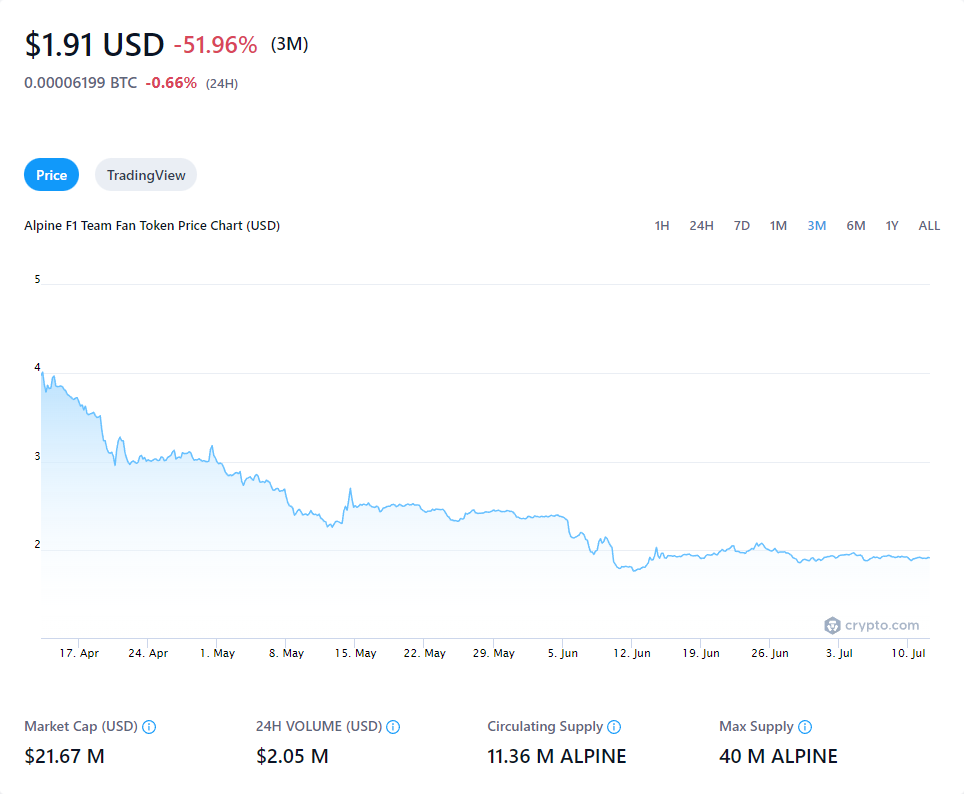 $1.91 USD -51.96% (3M)
0.00006199 BTC -0.66% (24H)
Price TradingView
Alpine F1 Team Fan Token Price Chart (USD) 1H 24H 7D 1M 3M 6M 1Y ALL
5
4
3
2
crypto.com
17. Apr 24. Apr 1. May 8. May 15. May 22. May 29. May 5. Jun 12. Jun 19. Jun 26. Jun 3. Jul 10. Jul
Market Cap (USD) 24H VOLUME (USD) Circulating Supply Max Supply
$21.67 M $2.05 M 11.36 M ALPINE 40 M ALPINE